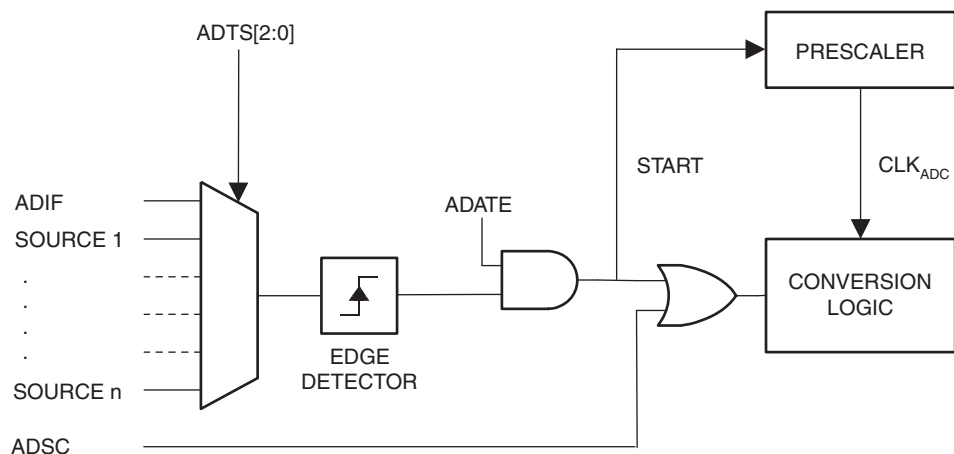 ADTS[2:0]
PRESCALER
START
CLKADC
ADIF
ADATE
SOURCE 1
.
.
.
.
CONVERSION
LOGIC
EDGE
DETECTOR
SOURCE n
ADSC